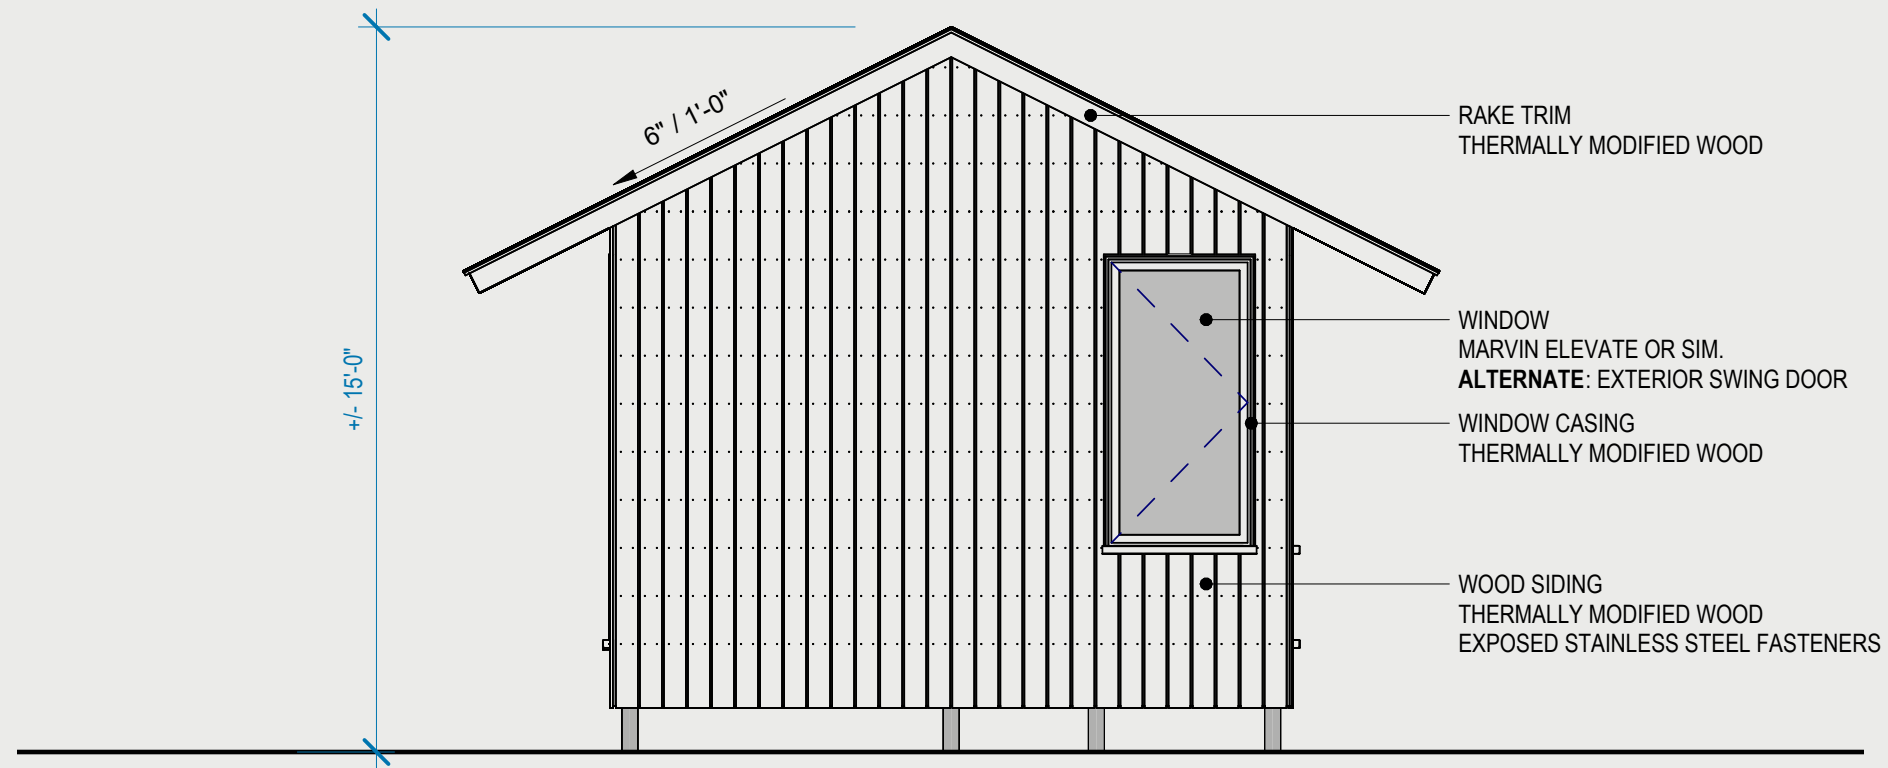 6" / 1'-0"
RAKE TRIM
THERMALLY MODIFIED WOOD
+/- 15'-0"
WINDOW
MARVIN ELEVATE OR SIM.
ALTERNATE: EXTERIOR SWING DOOR
WINDOW CASING
THERMALLY MODIFIED WOOD
WOOD SIDING
THERMALLY MODIFIED WOOD
EXPOSED STAINLESS STEEL FASTENERS